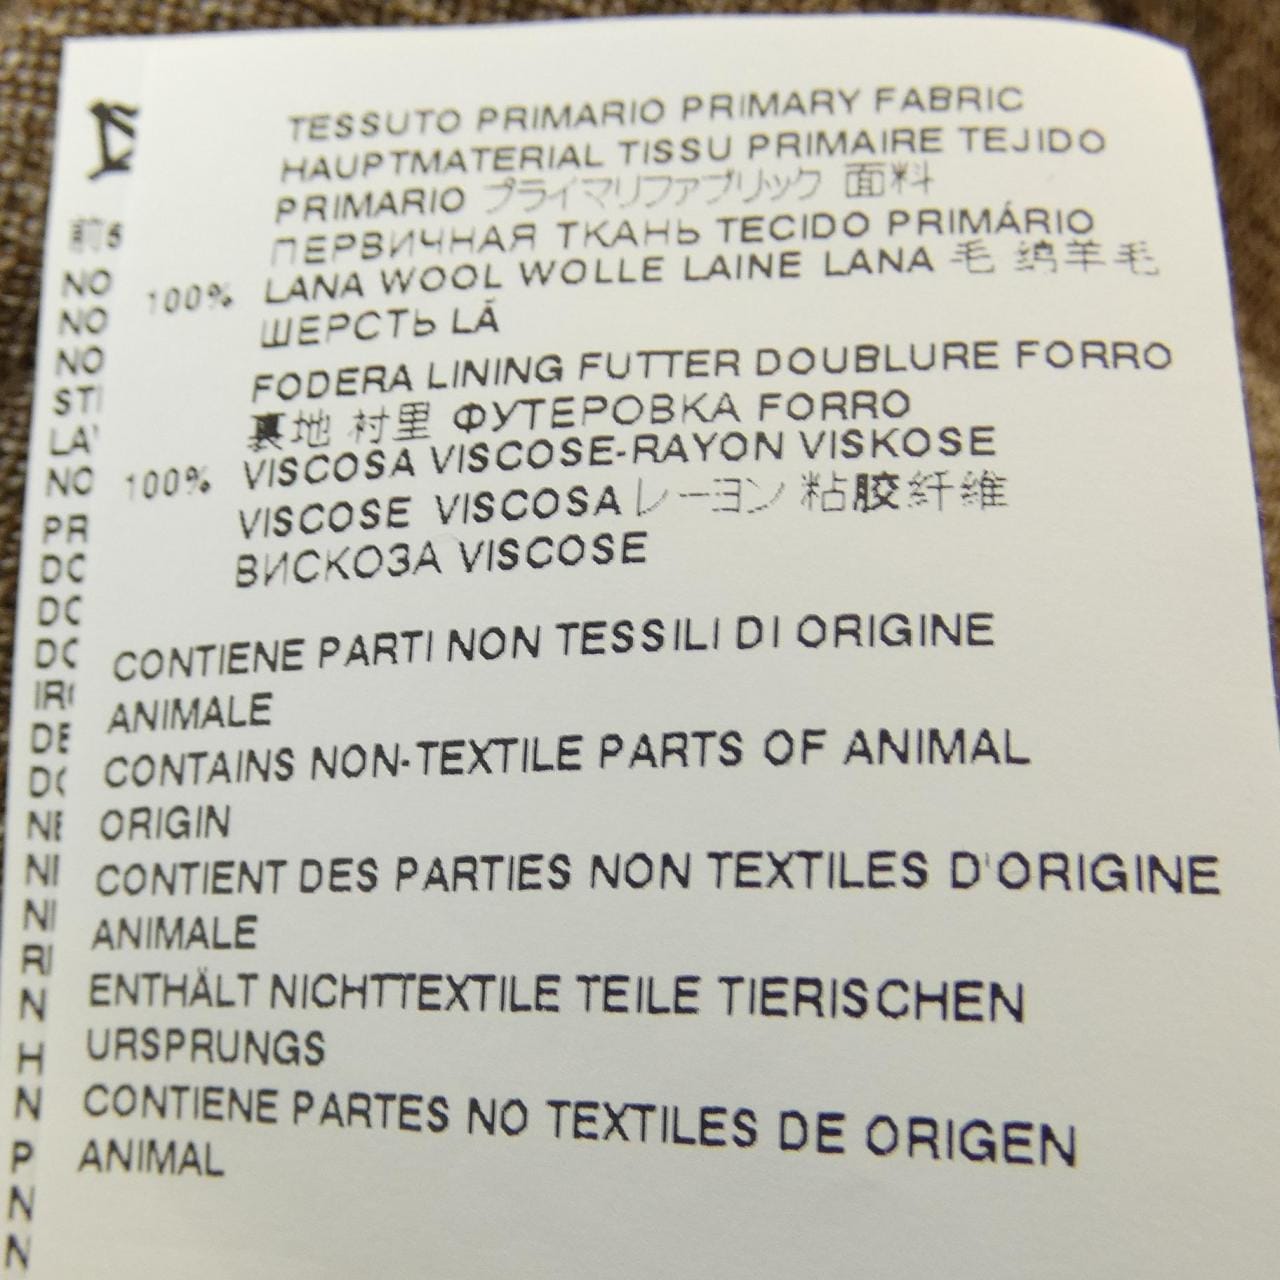 TESSUTO PRIMARIO PRIMARY FABRIC
HAUPTMATERIAL TISSU PRIMAIRE TEJIDO
PRIMARIO プライマリファブリック 面料
ПЕРВИЧНАЯ ТКАНЬ TECIDO PRIMÁRIO
100% LANA WOOL WOLLE LAINE LANA 毛 绵羊毛
ШЕРСТЬ LÃ
FODERA LINING FUTTER DOUBLURE FORRO
裏地 衬里 ФУТЕРОВКА FORRO
100% VISCOSA VISCOSE-RAYON VISKOSE
VISCOSE VISCOSA レーヨン 粘胶纤维
ВИСКОЗА VISCOSE
CONTIENE PARTI NON TESSILI DI ORIGINE
ANIMALE
CONTAINS NON-TEXTILE PARTS OF ANIMAL
ORIGIN
CONTIENT DES PARTIES NON TEXTILES D'ORIGINE
ANIMALE
ENTHÄLT NICHTTEXTILE TEILE TIERISCHEN
URSPRUNGS
CONTIENE PARTES NO TEXTILES DE ORIGEN
ANIMAL